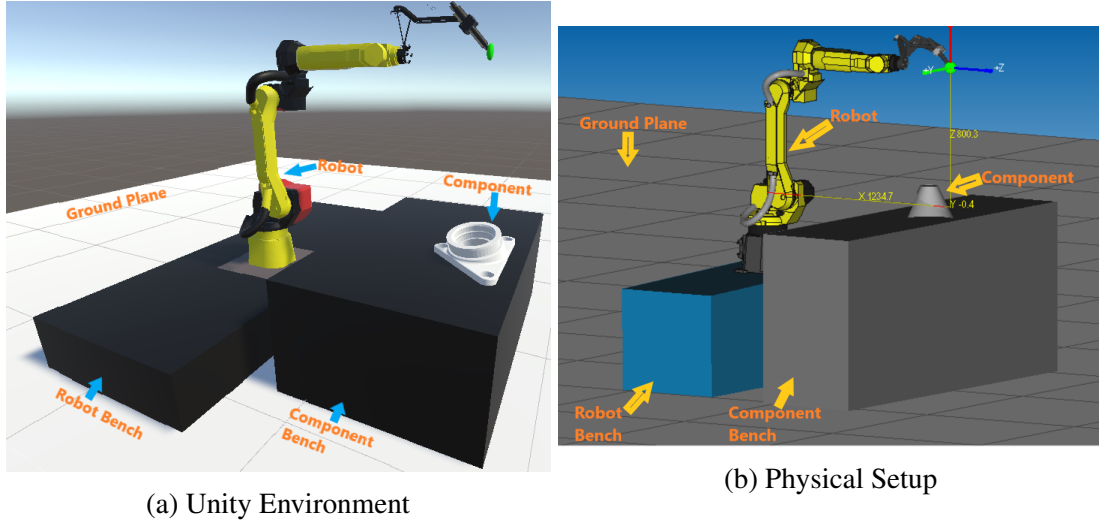 Robot
Component
Ground Plane
Robot Bench
Component
Bench
(a) Unity Environment
+Y
+Z
Ground Plane
Robot
Z 800.3
Component
X 1234.7
Y -0.4
Robot
Bench
Component
Bench
(b) Physical Setup